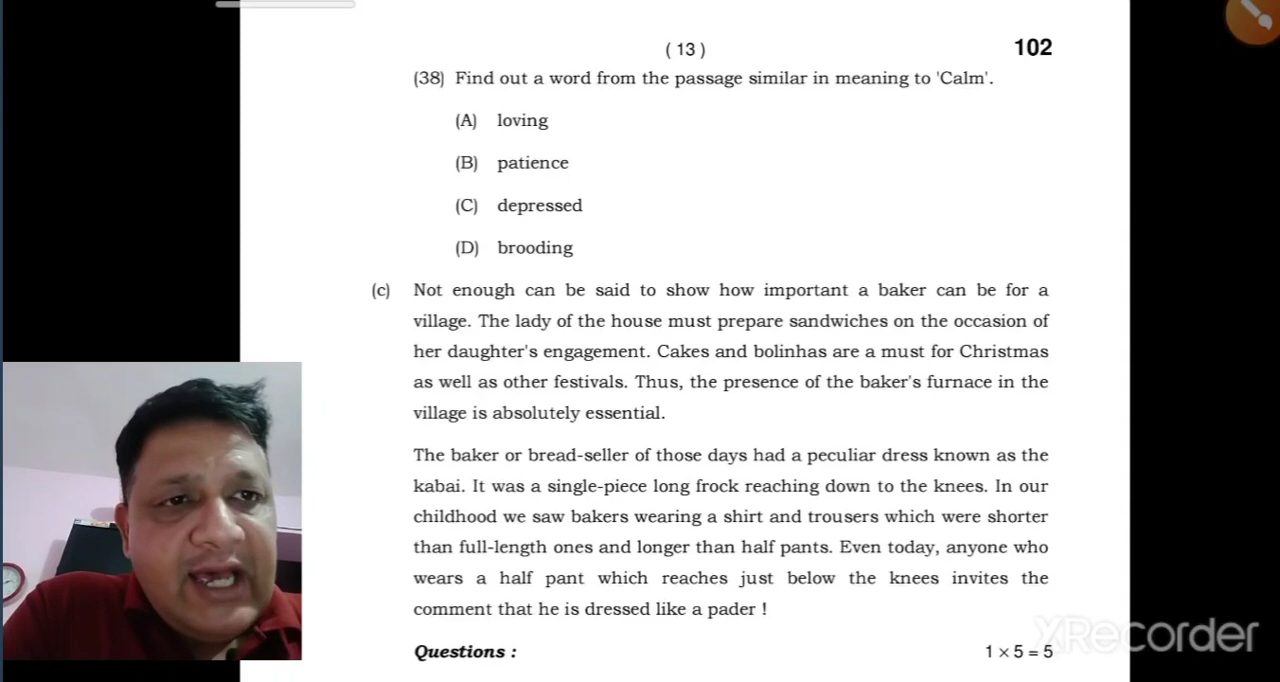 ( 13 )
102
(38) Find out a word from the passage similar in meaning to 'Calm'.
(A) loving
(B) patience
(C) depressed
(D) brooding
(c) Not enough can be said to show how important a baker can be for a
village. The lady of the house must prepare sandwiches on the occasion of
her daughter's engagement. Cakes and bolinhas are a must for Christmas
as well as other festivals. Thus, the presence of the baker's furnace in the
village is absolutely essential.
The baker or bread-seller of those days had a peculiar dress known as the
kabai. It was a single-piece long frock reaching down to the knees. In our
childhood we saw bakers wearing a shirt and trousers which were shorter
than full-length ones and longer than half pants. Even today, anyone who
wears a half pant which reaches just below the knees invites the
comment that he is dressed like a pader !
Questions :
1 × 5 = 5
XRecorder